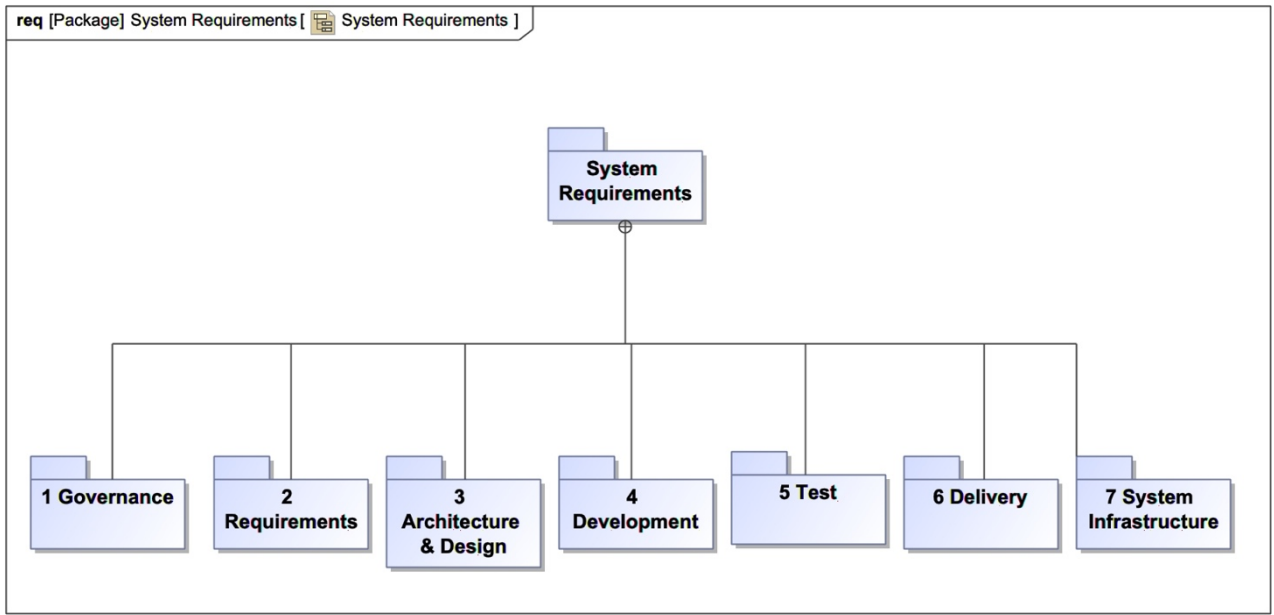 req [Package] System Requirements [ System Requirements ]
System
Requirements
1 Governance
2
Requirements
3
Architecture
& Design
4
Development
5 Test
6 Delivery
7 System
Infrastructure